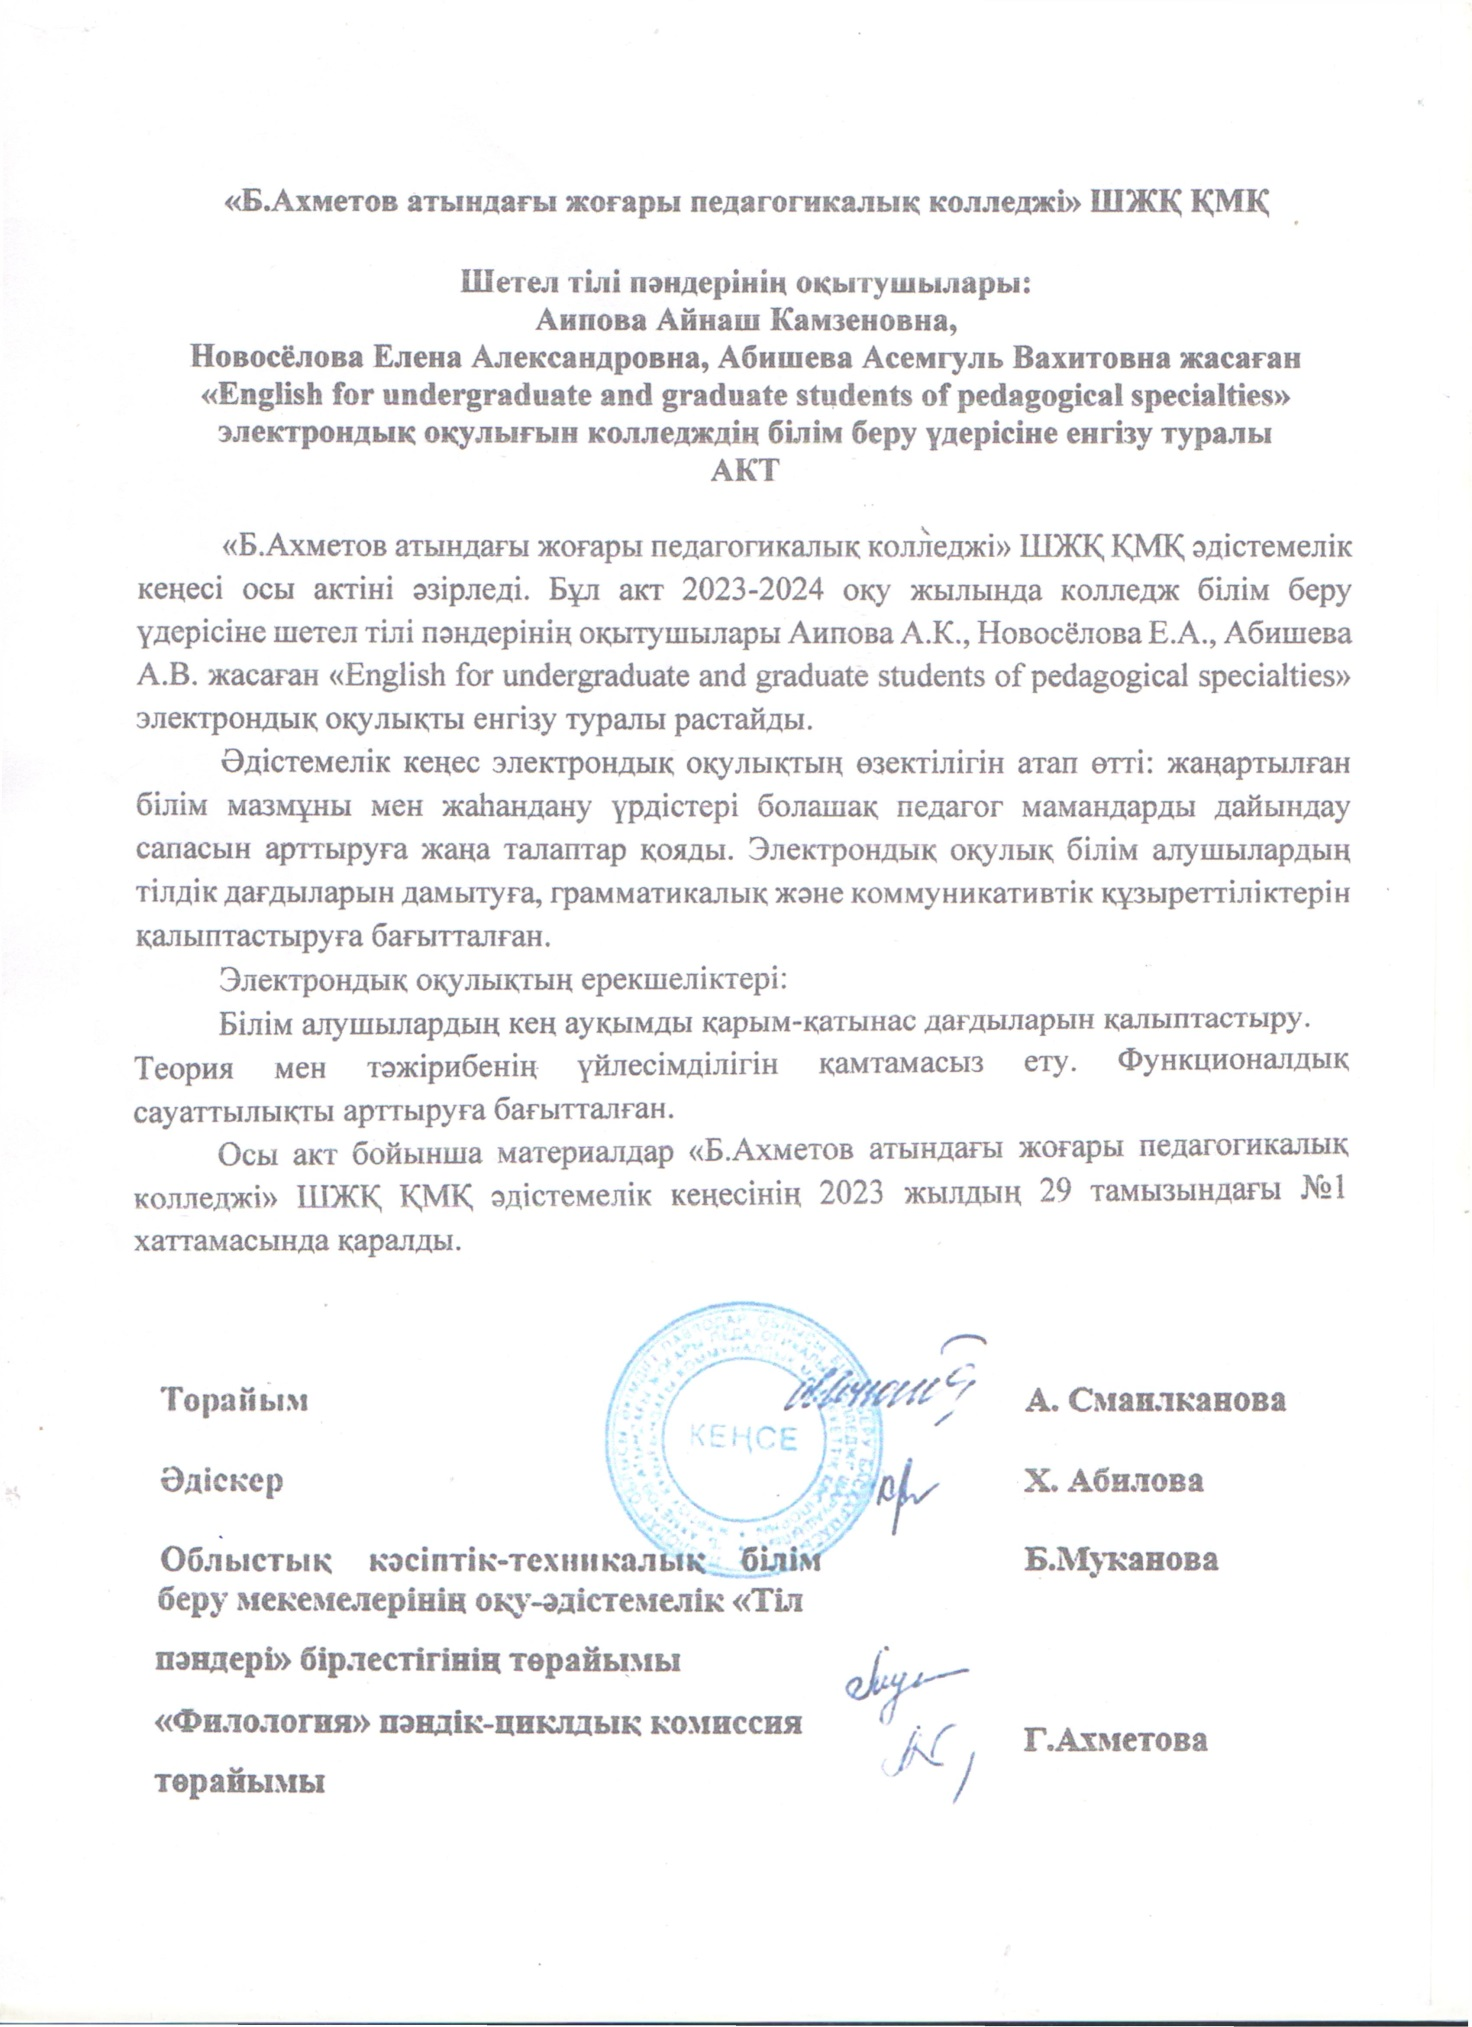 «Б.Ахметов атындағы жоғары педагогикалық колледжі» ШЖҚ ҚМҚ
Шетел тілі пәндерінің оқытушылары:
Аипова Айнаш Камзеновна,
Новосёлова Елена Александровна, Абишева Асемгуль Вахитовна жасаған
«English for undergraduate and graduate students of pedagogical specialties»
электрондық оқулығын колледждің білім беру үдерісіне енгізу туралы
АКТ
«Б.Ахметов атындағы жоғары педагогикалық колледжі» ШЖҚ ҚМҚ әдістемелік
кеңесі осы актіні әзірледі. Бұл акт 2023-2024 оқу жылында колледж білім беру
үдерісіне шетел тілі пәндерінің оқытушылары Аипова А.К., Новосёлова Е.А., Абишева
А.В. жасаған «English for undergraduate and graduate students of pedagogical specialties»
электрондық оқулықты енгізу туралы растайды.
Әдістемелік кеңес электрондық оқулықтың өзектілігін атап өтті: жаңартылған
білім мазмұны мен жаһандану үрдістері болашақ педагог мамандарды дайындау
сапасын арттыруға жаңа талаптар қояды. Электрондық оқулық білім алушылардың
тілдік дағдыларын дамытуға, грамматикалық және коммуникативтік құзыреттіліктерін
қалыптастыруға бағытталған.
Электрондық оқулықтың ерекшеліктері:
Білім алушылардың кең ауқымды қарым-қатынас дағдыларын қалыптастыру.
Теория мен тәжірибенің үйлесімділігін қамтамасыз ету. Функционалдық
сауаттылықты арттыруға бағытталған.
Осы акт бойынша материалдар «Б.Ахметов атындағы жоғары педагогикалық
колледжі» ШЖҚ ҚМҚ әдістемелік кеңесінің 2023 жылдың 29 тамызындағы №1
хаттамасында қаралды.
Торайым А. Смаилканова
КЕҢСЕ
Әдіскер Х. Абилова
Облыстық кәсіптік-техникалық білім Б.Муканова
беру мекемелерінің оқу-әдістемелік «Тіл
пәндері» бірлестігінің төрайымы
«Филология» пәндік-циклдық комиссия
Г.Ахметова
төрайымы